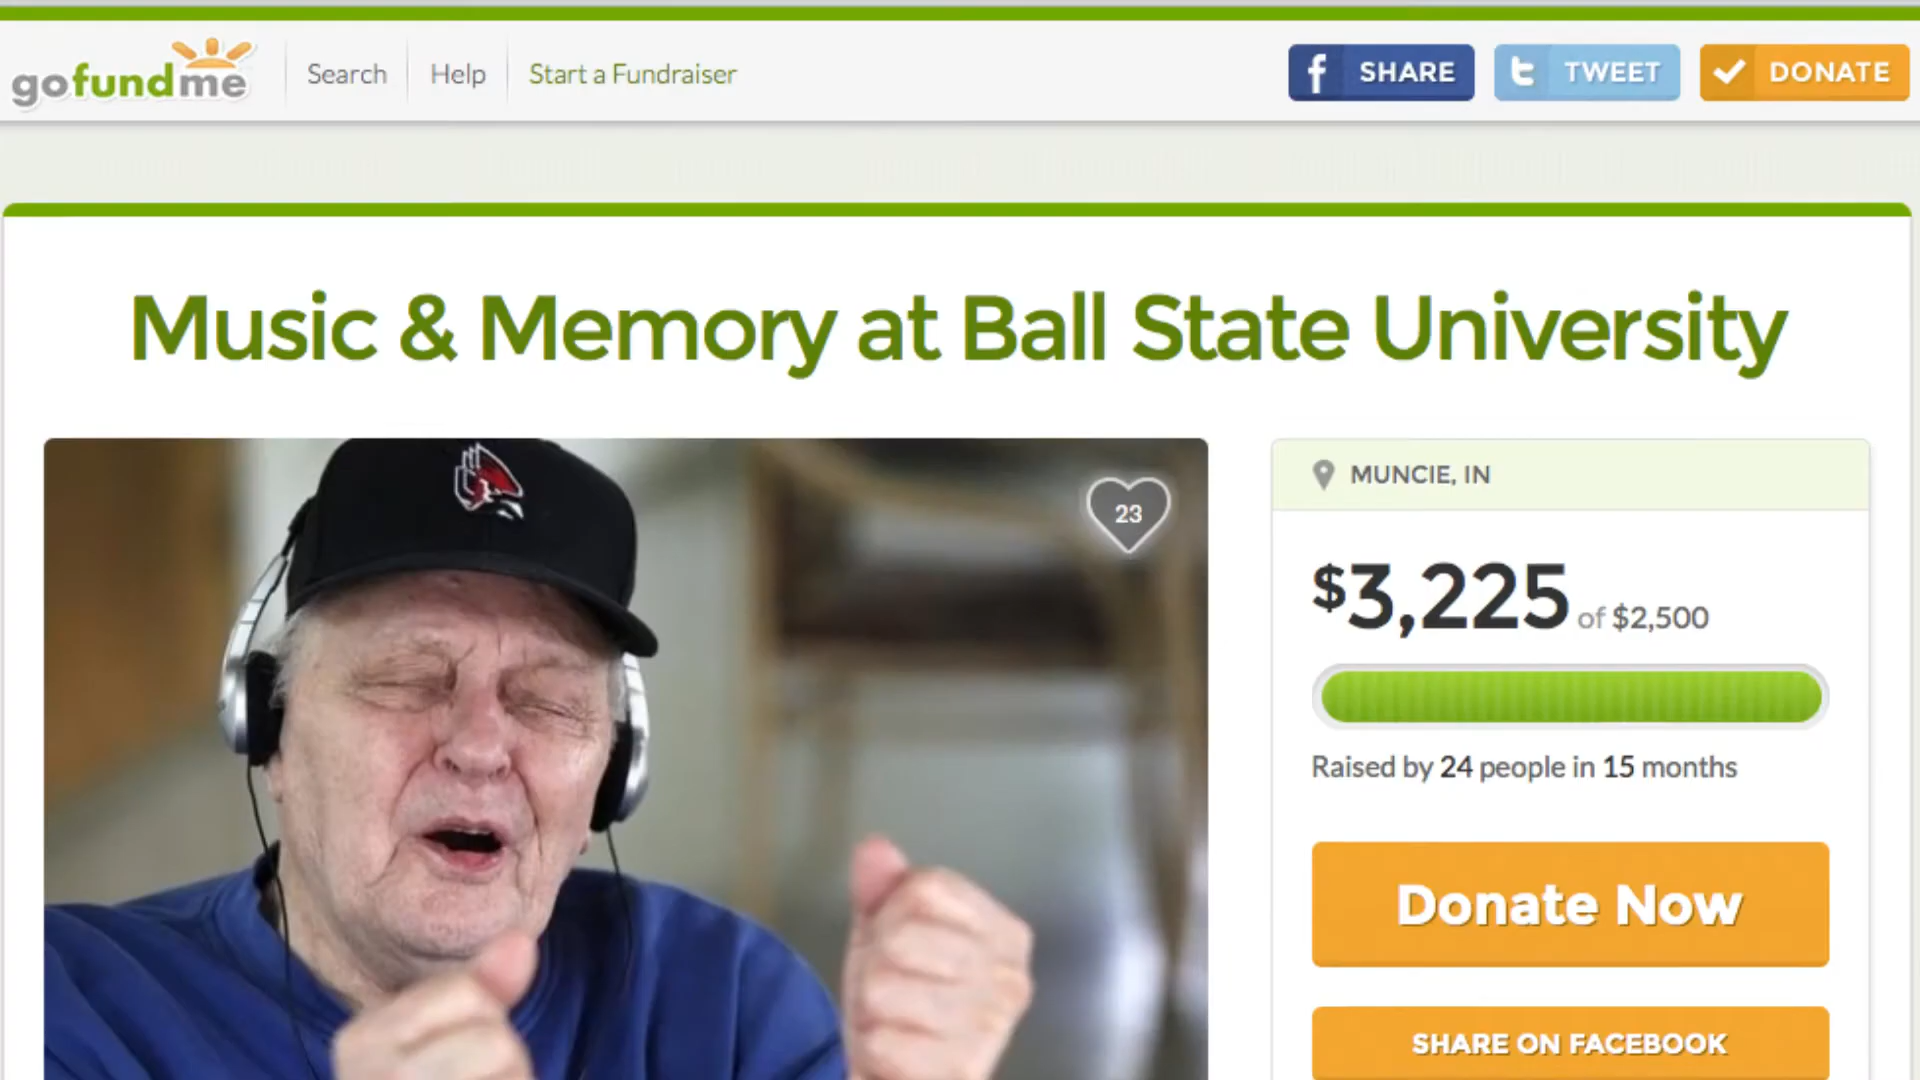 gofundme
Search
Help
Start a Fundraiser
f SHARE
t TWEET
DONATE
Music & Memory at Ball State University
23
MUNCIE, IN
$3,225 of $2,500
Raised by 24 people in 15 months
Donate Now
SHARE ON FACEBOOK